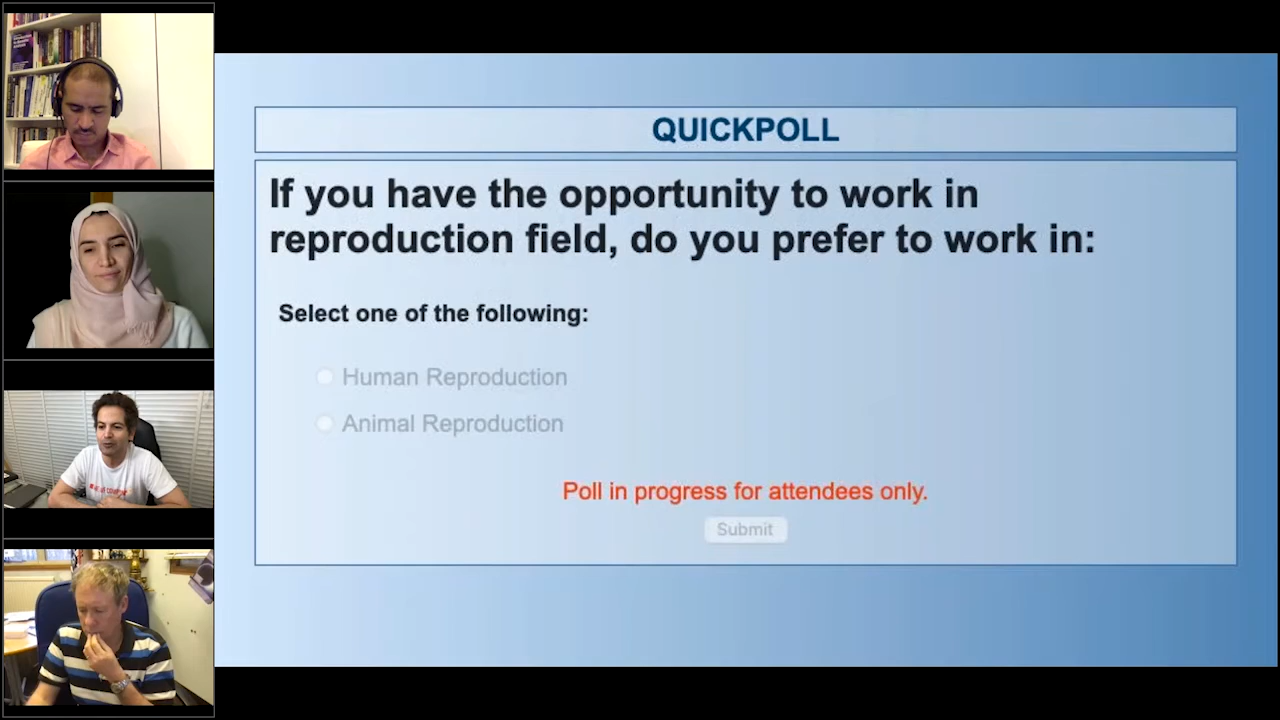 QUICKPOLL
If you have the opportunity to work in
reproduction field, do you prefer to work in:
Select one of the following:
Human Reproduction
Animal Reproduction
Poll in progress for attendees only.
Submit